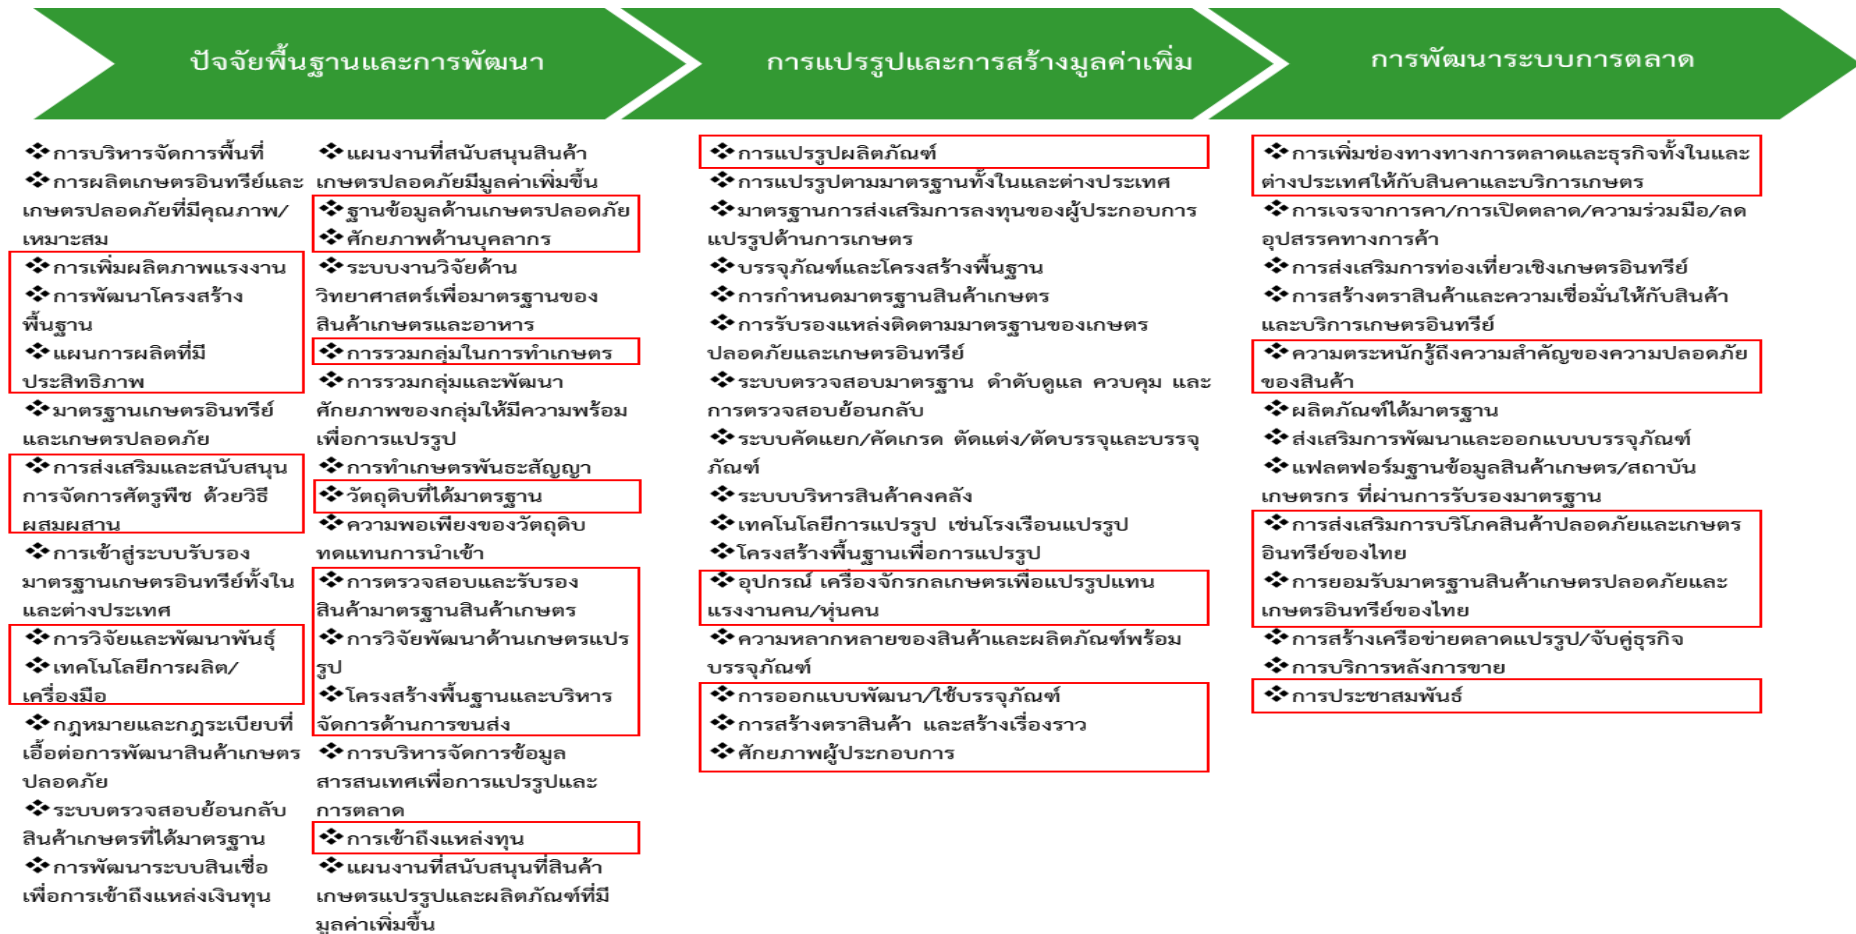 ปัจจัยพื้นฐานและการพัฒนา
การแปรรูปและการสร้างมูลค่าเพิ่ม
การพัฒนาระบบการตลาด
❖การบริหารจัดการพื้นที่
❖การผลิตเกษตรอินทรีย์และ
เกษตรปลอดภัยที่มีคุณภาพ/
เหมาะสม
❖การเพิ่มผลิตภาพแรงงาน
❖การพัฒนาโครงสร้าง
พื้นฐาน
❖แผนการผลิตที่มี
ประสิทธิภาพ
❖มาตรฐานเกษตรอินทรีย์
และเกษตรปลอดภัย
❖การส่งเสริมและสนับสนุน
การจัดการศัตรูพืช ด้วยวิธี
ผสมผสาน
❖การเข้าสู่ระบบรับรอง
มาตรฐานเกษตรอินทรีย์ทั้งใน
และต่างประเทศ
❖การวิจัยและพัฒนาพันธุ์
❖เทคโนโลยีการผลิต/
เครื่องมือ
❖กฎหมายและกฎระเบียบที่
เอื้อต่อการพัฒนาสินค้าเกษตร
ปลอดภัย
❖ระบบตรวจสอบย้อนกลับ
สินค้าเกษตรที่ได้มาตรฐาน
❖การพัฒนาระบบสินเชื่อ
เพื่อการเข้าถึงแหล่งเงินทุน
❖แผนงานที่สนับสนุนสินค้า
เกษตรปลอดภัยมีมูลค่าเพิ่มขึ้น
❖ฐานข้อมูลด้านเกษตรปลอดภัย
❖ศักยภาพด้านบุคลากร
❖ระบบงานวิจัยด้าน
วิทยาศาสตร์เพื่อมาตรฐานของ
สินค้าเกษตรและอาหาร
❖การรวมกลุ่มในการทำเกษตร
❖การรวมกลุ่มและพัฒนา
ศักยภาพของกลุ่มให้มีความพร้อม
เพื่อการแปรรูป
❖การทำเกษตรพันธะสัญญา
❖วัตถุดิบที่ได้มาตรฐาน
❖ความพอเพียงของวัตถุดิบ
ทดแทนการนำเข้า
❖การตรวจสอบและรับรอง
สินค้ามาตรฐานสินค้าเกษตร
❖การวิจัยพัฒนาด้านเกษตรแปร
รูป
❖โครงสร้างพื้นฐานและบริหาร
จัดการด้านการขนส่ง
❖การบริหารจัดการข้อมูล
สารสนเทศเพื่อการแปรรูปและ
การตลาด
❖การเข้าถึงแหล่งทุน
❖แผนงานที่สนับสนุนที่สินค้า
เกษตรแปรรูปและผลิตภัณฑ์ที่มี
มูลค่าเพิ่มขึ้น
❖การแปรรูปผลิตภัณฑ์
❖การแปรรูปตามมาตรฐานทั้งในและต่างประเทศ
❖มาตรฐานการส่งเสริมการลงทุนของผู้ประกอบการ
แปรรูปด้านการเกษตร
❖บรรจุภัณฑ์และโครงสร้างพื้นฐาน
❖การกำหนดมาตรฐานสินค้าเกษตร
❖การรับรองแหล่งติดตามมาตรฐานของเกษตร
ปลอดภัยและเกษตรอินทรีย์
❖ระบบตรวจสอบมาตรฐาน ดำดับดูแล ควบคุม และ
การตรวจสอบย้อนกลับ
❖ระบบคัดแยก/คัดเกรด ตัดแต่ง/ตัดบรรจุและบรรจุ
ภัณฑ์
❖ระบบบริหารสินค้าคงคลัง
❖เทคโนโลยีการแปรรูป เช่นโรงเรือนแปรรูป
❖โครงสร้างพื้นฐานเพื่อการแปรรูป
❖อุปกรณ์ เครื่องจักรกลเกษตรเพื่อแปรรูปแทน
แรงงานคน/หุ่นคน
❖ความหลากหลายของสินค้าและผลิตภัณฑ์พร้อม
บรรจุภัณฑ์
❖การออกแบบพัฒนา/ใช้บรรจุภัณฑ์
❖การสร้างตราสินค้า และสร้างเรื่องราว
❖ศักยภาพผู้ประกอบการ
❖การเพิ่มช่องทางทางการตลาดและธุรกิจทั้งในและ
ต่างประเทศให้กับสินคาและบริการเกษตร
❖การเจรจาการคา/การเปิดตลาด/ความร่วมมือ/ลด
อุปสรรคทางการค้า
❖การส่งเสริมการท่องเที่ยวเชิงเกษตรอินทรีย์
❖การสร้างตราสินค้าและความเชื่อมั่นให้กับสินค้า
และบริการเกษตรอินทรีย์
❖ความตระหนักรู้ถึงความสำคัญของความปลอดภัย
ของสินค้า
❖ผลิตภัณฑ์ได้มาตรฐาน
❖ส่งเสริมการพัฒนาและออกแบบบรรจุภัณฑ์
❖แฟลตฟอร์มฐานข้อมูลสินค้าเกษตร/สถาบัน
เกษตรกร ที่ผ่านการรับรองมาตรฐาน
❖การส่งเสริมการบริโภคสินค้าปลอดภัยและเกษตร
อินทรีย์ของไทย
❖การยอมรับมาตรฐานสินค้าเกษตรปลอดภัยและ
เกษตรอินทรีย์ของไทย
❖การสร้างเครือข่ายตลาดแปรรูป/จับคู่ธุรกิจ
❖การบริการหลังการขาย
❖การประชาสมพันธ์